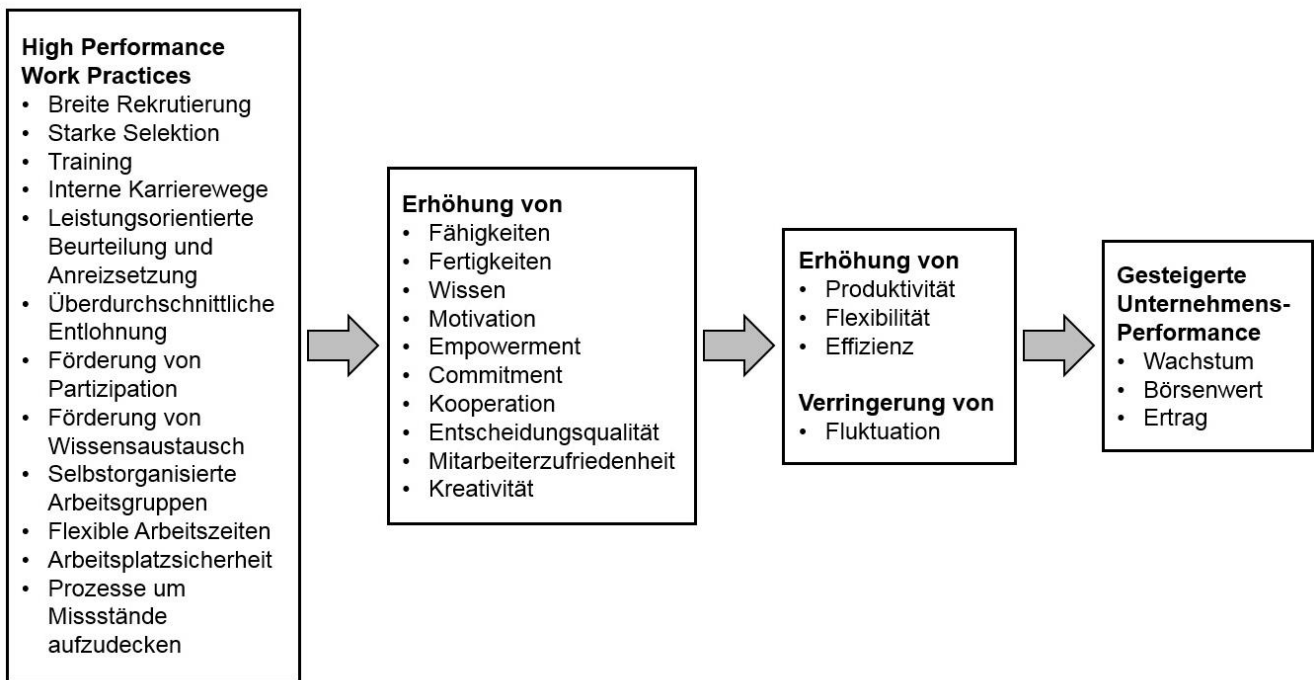 High Performance
Work Practices
• Breite Rekrutierung
• Starke Selektion
• Training
• Interne Karrierewege
• Leistungsorientierte
Beurteilung und
Anreizsetzung
• Überdurchschnittliche
Entlohnung
• Förderung von
Partizipation
• Förderung von
Wissensaustausch
• Selbstorganisierte
Arbeitsgruppen
• Flexible Arbeitszeiten
• Arbeitsplatzsicherheit
• Prozesse um
Missstände
aufzudecken
Erhöhung von
• Fähigkeiten
• Fertigkeiten
• Wissen
• Motivation
• Empowerment
• Commitment
• Kooperation
• Entscheidungsqualität
• Mitarbeiterzufriedenheit
• Kreativität
Erhöhung von
• Produktivität
• Flexibilität
• Effizienz
Verringerung von
• Fluktuation
Gesteigerte
Unternehmens-
Performance
• Wachstum
• Börsenwert
• Ertrag